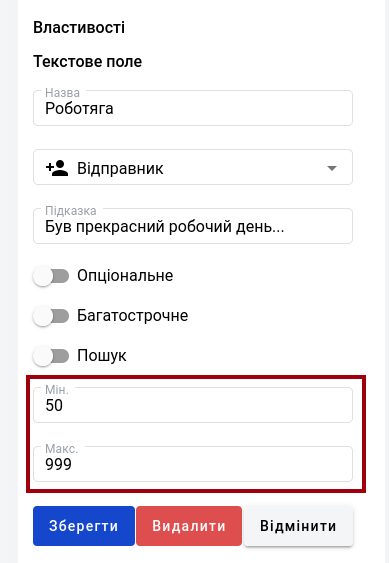 Властивості
Текстове поле
Назва
Роботяга
Відправник
Підказка
Був прекрасний робочий день...
Опціональне
Багатострочне
Пошук
Мін.
50
Макс.
999
Зберегти Видалити Відмінити